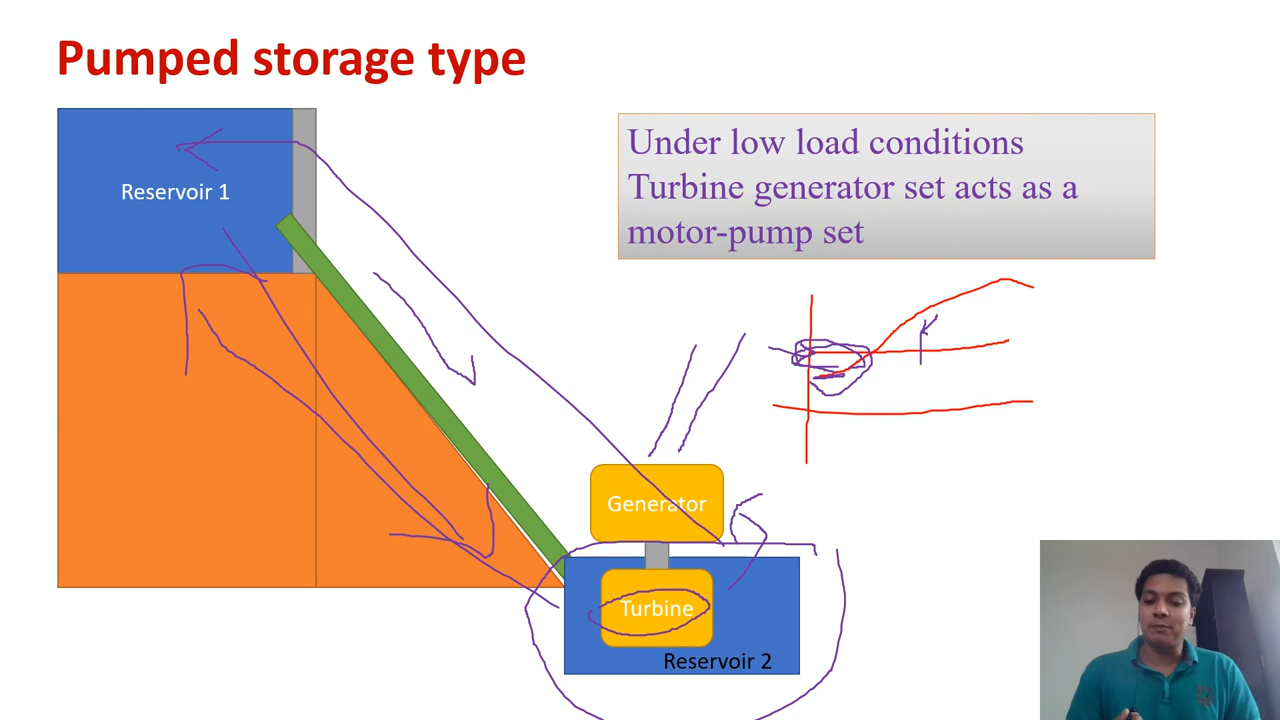 Pumped storage type
Reservoir 1
Under low load conditions
Turbine generator set acts as a
motor-pump set
Generator
Turbine
Reservoir 2